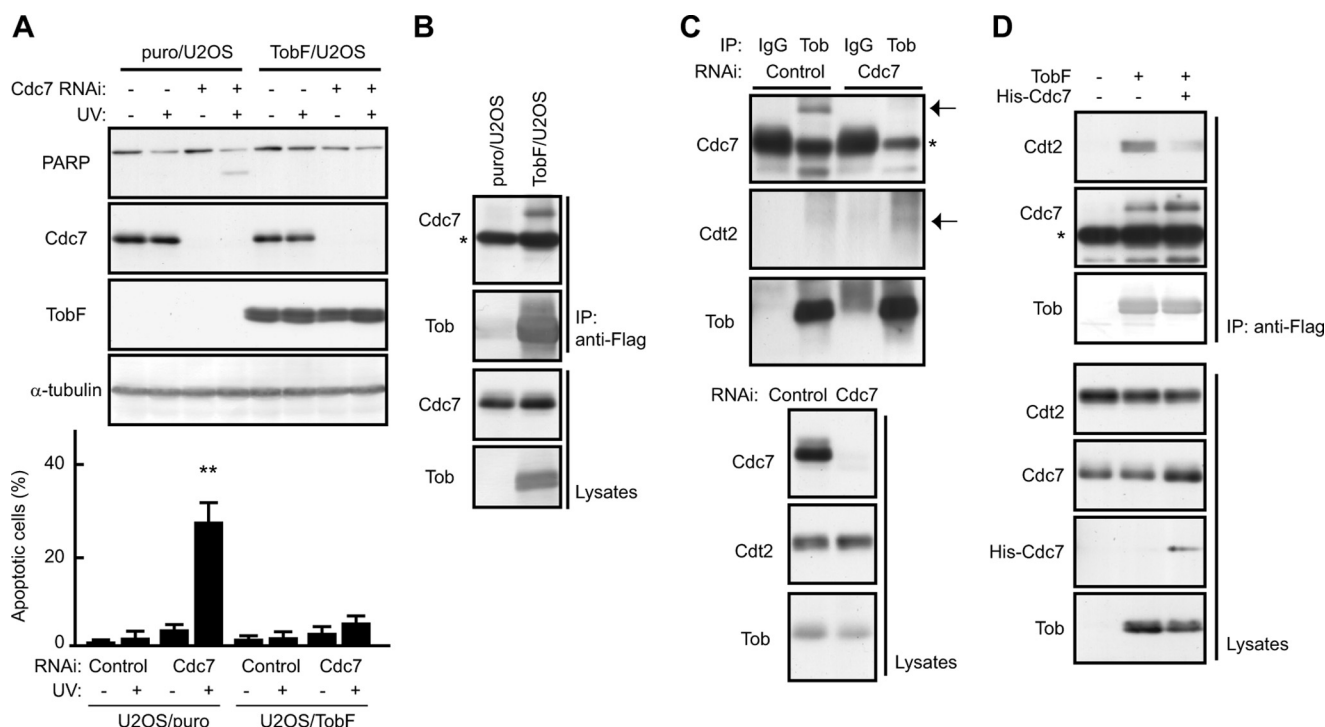 A
puro/U2OS TobF/U2OS
Cdc7 RNAi: - - + + - - + +
UV: - + - + - + - +
PARP
Cdc7
TobF
α-tubulin
Apoptotic cells (%)
40
20
0
**
RNAi: Control Cdc7 Control Cdc7
UV: - + - + - + - +
U2OS/puro U2OS/TobF
B
puro/U2OS
TobF/U2OS
Cdc7
*
Tob
IP:
anti-Flag
Cdc7
Tob
Lysates
C
IP: IgG Tob IgG Tob
RNAi: Control Cdc7
Cdc7
*
Cdt2
Tob
RNAi: Control Cdc7
Cdc7
Cdt2
Tob
Lysates
D
TobF - + +
His-Cdc7 - - +
Cdt2
Cdc7
*
Tob
IP: anti-Flag
Cdt2
Cdc7
His-Cdc7
Tob
Lysates